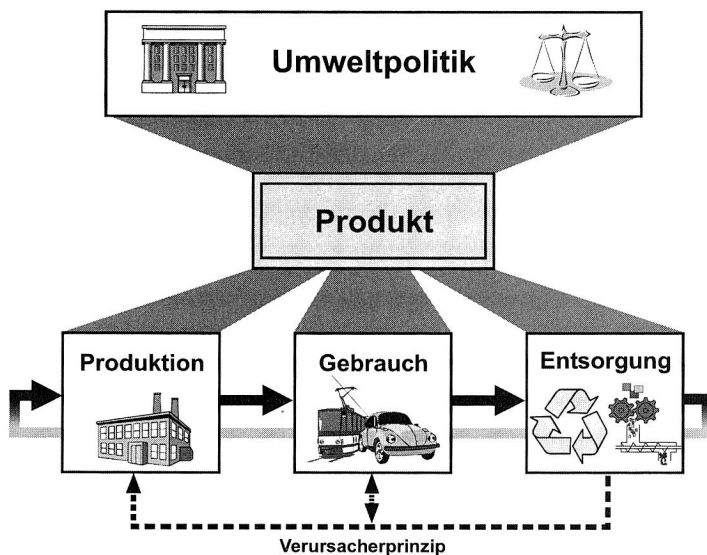 Umweltpolitik
Produkt
Produktion
Gebrauch
Entsorgung
Verursacherprinzip